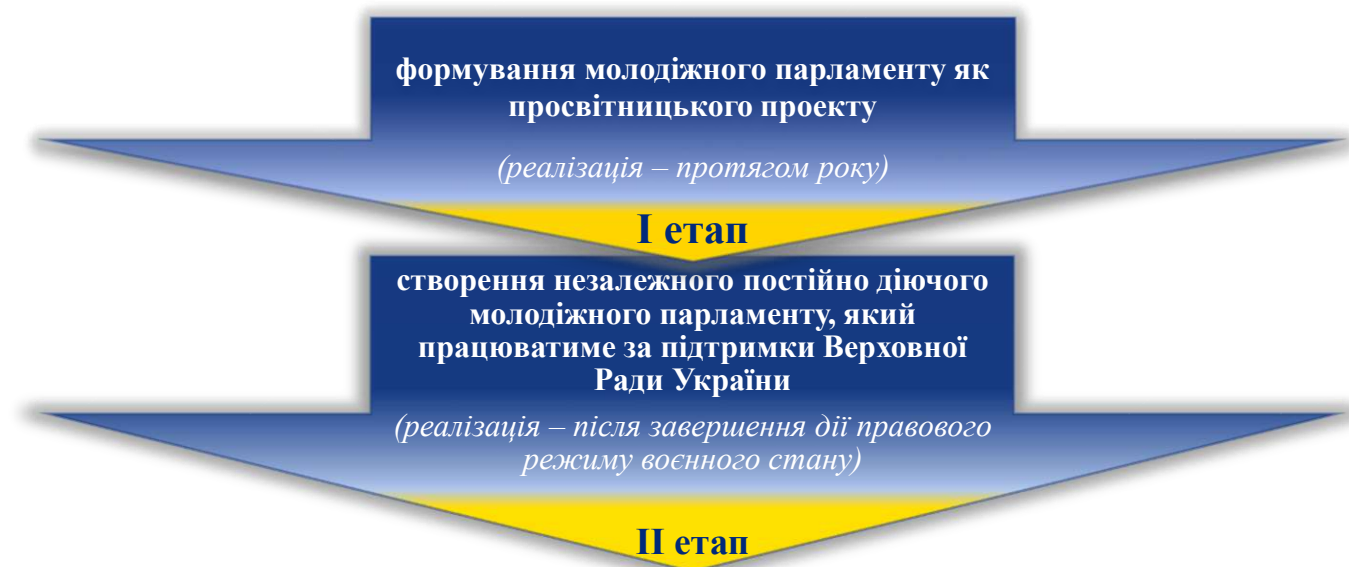 формування молодіжного парламенту як
просвітницького проекту
(реалізація – протягом року)
І етап
створення незалежного постійно діючого
молодіжного парламенту, який
працюватиме за підтримки Верховної
Ради України
(реалізація – після завершення дії правового
режиму воєнного стану)
ІІ етап